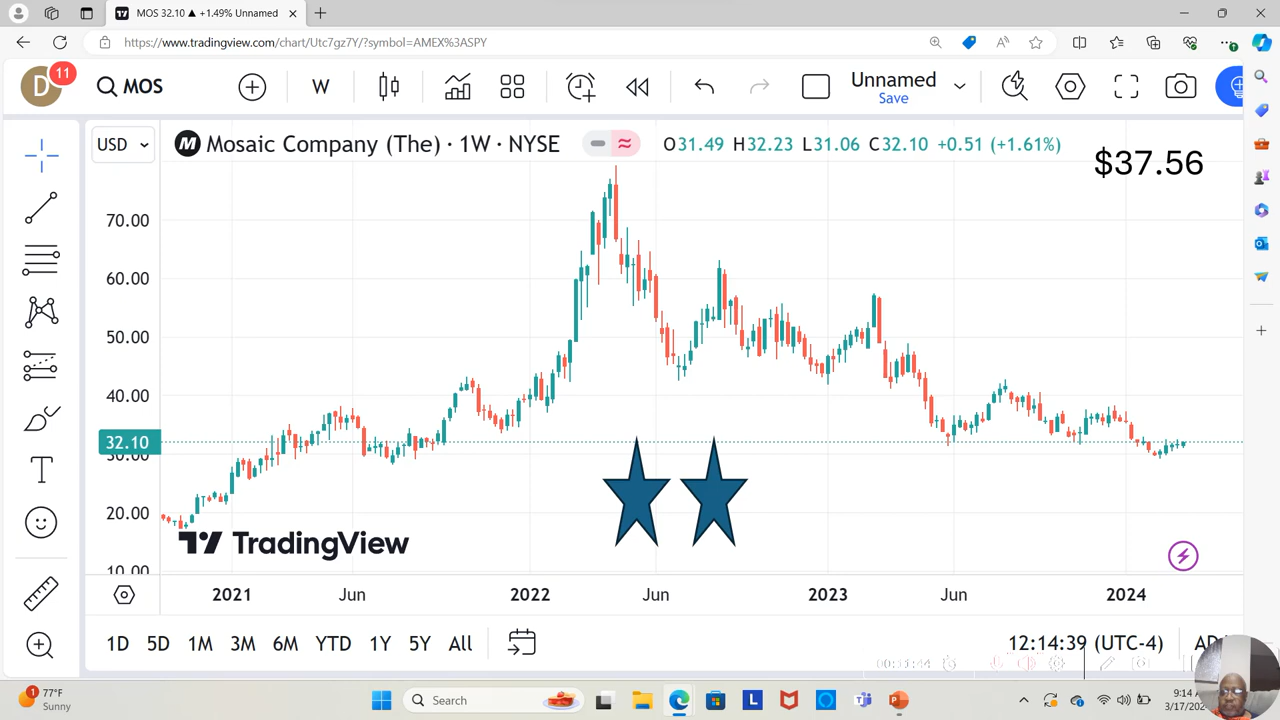 MOS 32.10 ▲ +1.49% Unnamed
https://www.tradingview.com/chart/Utc7gz7Y/?symbol=AMEX%3ASPY
D
11
MOS
W
Unnamed
Save
USD
M
Mosaic Company (The) · 1W · NYSE
O31.49 H32.23 L31.06 C32.10 +0.51 (+1.61%)
$37.56
70.00
60.00
50.00
40.00
32.10
30.00
20.00
10.00
TradingView
2021 Jun 2022 Jun 2023 Jun 2024
1D 5D 1M 3M 6M YTD 1Y 5Y All
12:14:39 (UTC-4)
1
77°F
Sunny
Search
L
9:14
3/17/